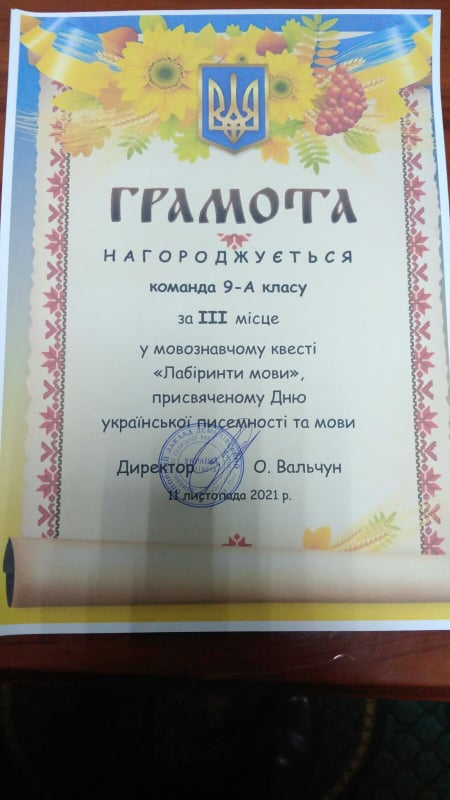 ГРАМОТА
НАГОРОДЖУЄТЬСЯ
команда 9-А класу
за III місце
у мовознавчому квесті
«Лабіринти мови»,
присвяченому Дню
української писемності та мови
УКРАЇНА
Директор О. Вальчун
11 листопада 2021 р.